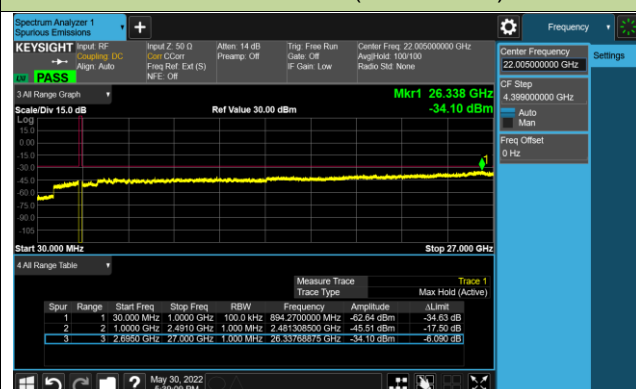 Spectrum Analyzer 1
Spurious Emissions
Frequency
KEYSIGHT Input: RF Input Z: 50 Ω Atten: 14 dB Trig: Free Run Center Freq: 22.005000000 GHz
Coupling: DC Corr CCorr Preamp: Off Gate: Off Avg|Hold: 100/100
Align: Auto Freq Ref: Ext (S) IF Gain: Low Radio Std: None
NFE: Off
PASS
Center Frequency
22.005000000 GHz
Settings
CF Step
4.399000000 GHz
Auto
Man
Freq Offset
0 Hz
3 All Range Graph
Mkr1 26.338 GHz
Scale/Div 15.0 dB Ref Value 30.00 dBm -34.10 dBm
Log
15.0
0.00
-15.0
-30.0
-45.0
-60.0
-75.0
-90.0
-105
1
Start 30.000 MHz Stop 27.000 GHz
4 All Range Table
Measure Trace Trace 1
Trace Type Max Hold (Active)
Spur Range Start Freq Stop Freq RBW Frequency Amplitude ΔLimit
1 1 30.000 MHz 1.0000 GHz 100.0 kHz 894.2700000 MHz -62.64 dBm -34.63 dB
2 2 1.0000 GHz 2.4910 GHz 1.000 MHz 2.481308500 GHz -45.51 dBm -17.50 dB
3 3 2.6950 GHz 27.000 GHz 1.000 MHz 26.33768875 GHz -34.10 dBm -6.090 dB
May 30, 2022